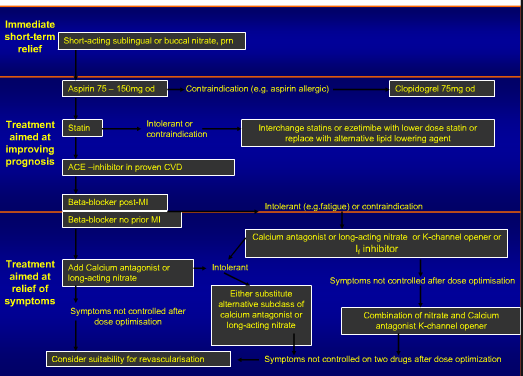 Immediate
short-term
relief
Short-acting sublingual or buccal nitrate, prn
Aspirin 75 – 150mg od
Contraindication (e.g. aspirin allergic)
Clopidogrel 75mg od
Treatment
aimed at
improving
prognosis
Statin
Intolerant or
contraindication
Interchange statins or ezetimibe with lower dose statin or
replace with alternative lipid lowering agent
ACE –inhibitor in proven CVD
Beta-blocker post-MI
Intolerant (e.g.fatigue) or contraindication
Beta-blocker no prior MI
Calcium antagonist or long-acting nitrate or K-channel opener or
If inhibitor
Treatment
aimed at
relief of
symptoms
Add Calcium antagonist or
long-acting nitrate
Intolerant
Symptoms not controlled after dose optimisation
Either substitute
alternative subclass of
calcium antagonist or
long-acting nitrate
Symptoms not controlled after
dose optimisation
Combination of nitrate and Calcium
antagonist K-channel opener
Consider suitability for revascularisation
Symptoms not controlled on two drugs after dose optimization